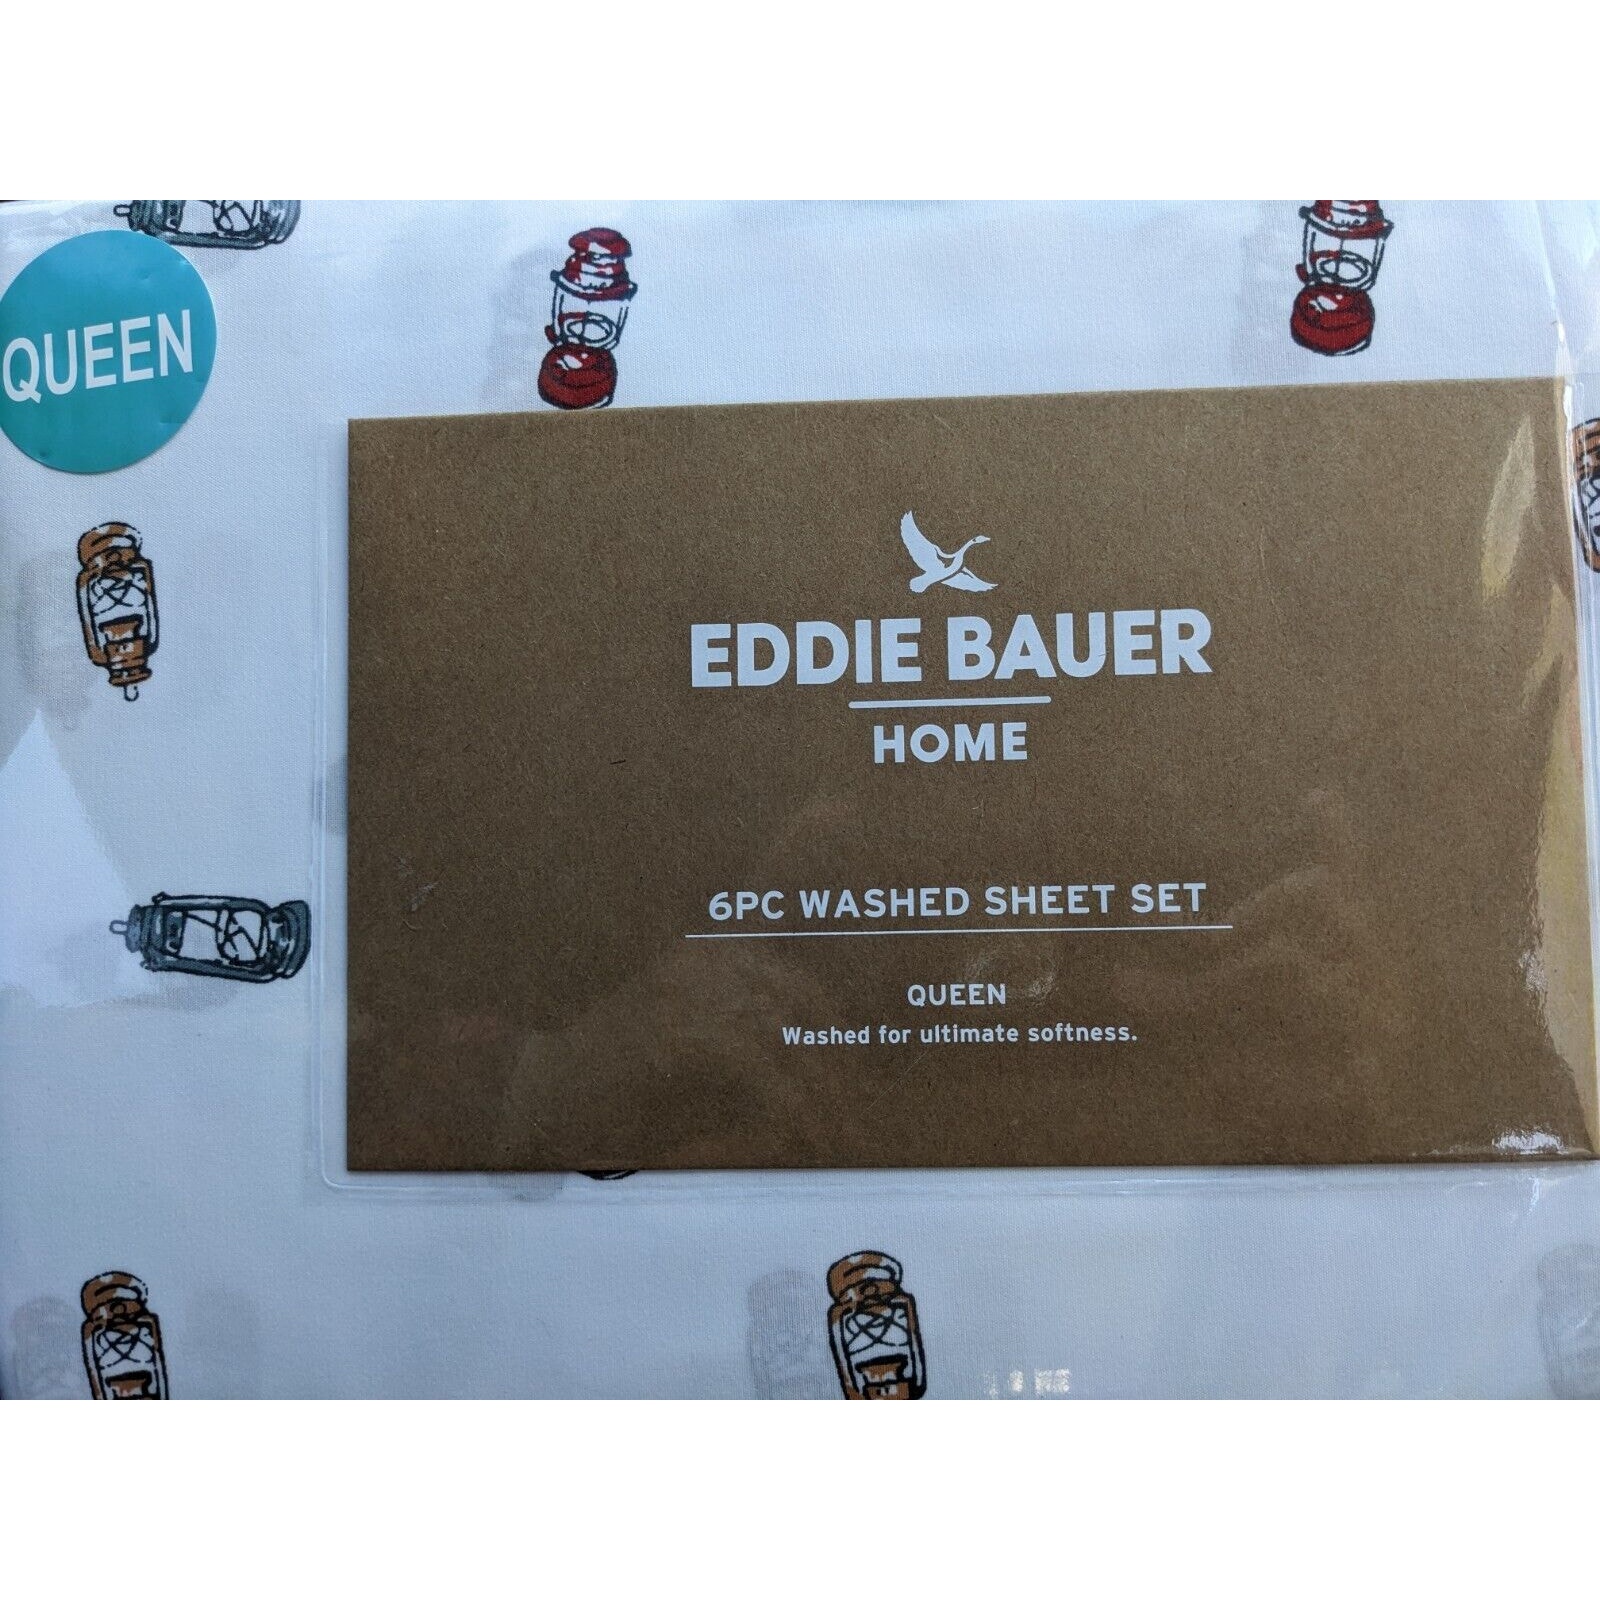 QUEEN
EDDIE BAUER
HOME
6PC WASHED SHEET SET
QUEEN
Washed for ultimate softness.